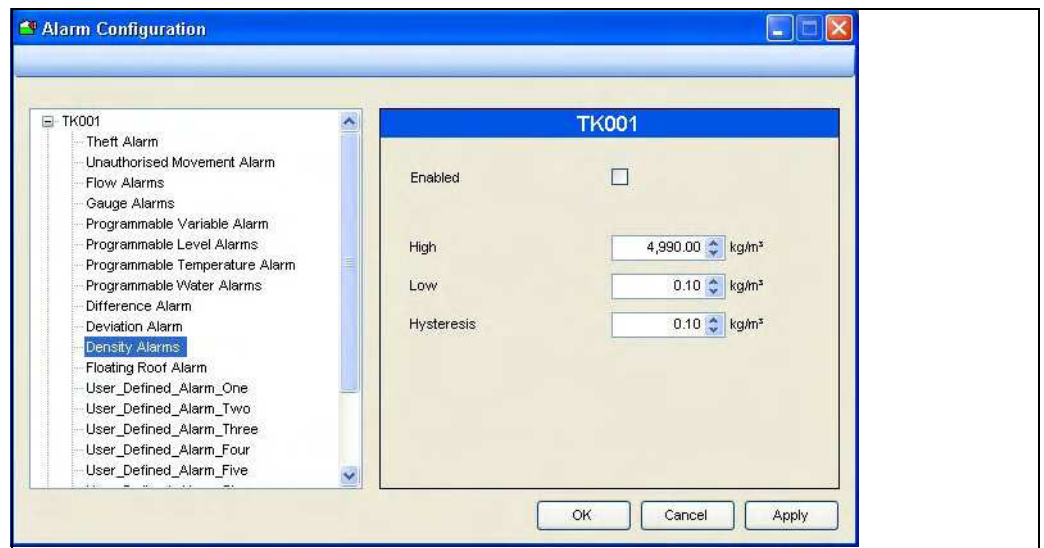 Alarm Configuration
TK001
Theft Alarm
Unauthorised Movement Alarm
Flow Alarms
Gauge Alarms
Programmable Variable Alarm
Programmable Level Alarms
Programmable Temperature Alarm
Programmable Water Alarms
Difference Alarm
Deviation Alarm
Density Alarms
Floating Roof Alarm
User_Defined_Alarm_One
User_Defined_Alarm_Two
User_Defined_Alarm_Three
User_Defined_Alarm_Four
User_Defined_Alarm_Five
TK001
Enabled
High 4,990.00 kg/m³
Low 0.10 kg/m³
Hysteresis 0.10 kg/m³
OK Cancel Apply